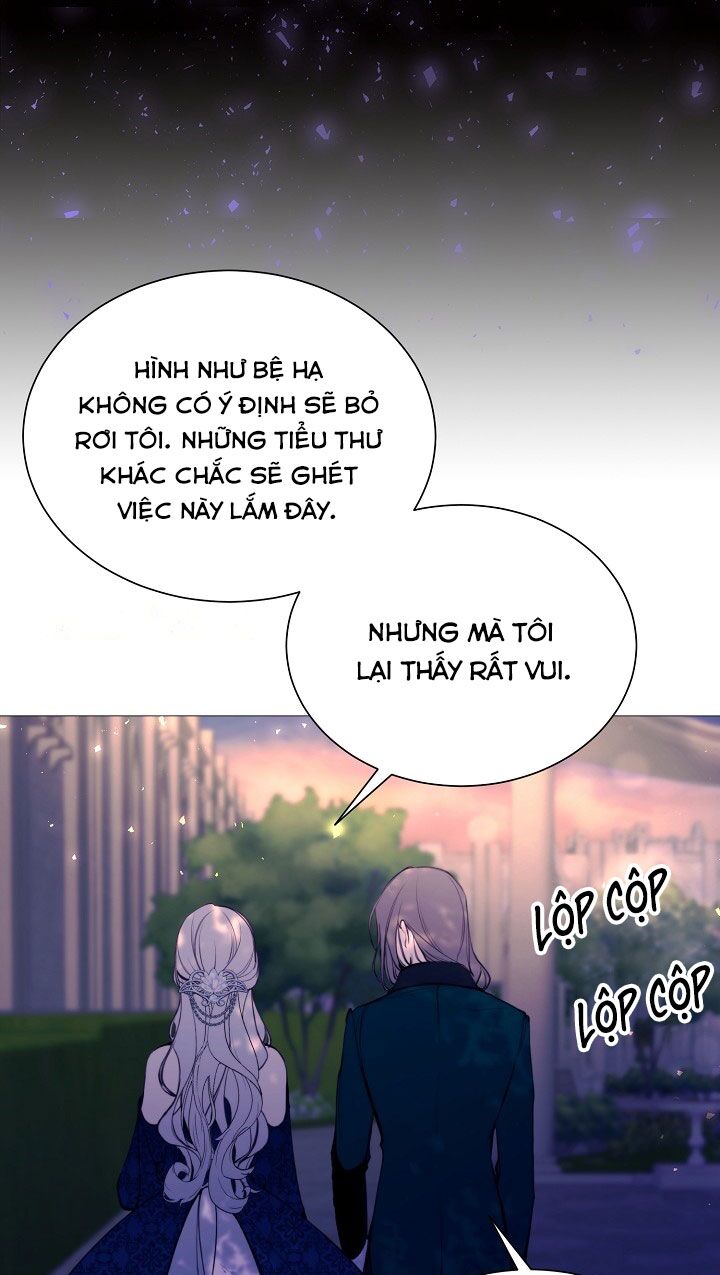 HÌNH NHƯ BỆ HẠ
KHÔNG CÓ Ý ĐỊNH SẼ BỎ
RƠI TÔI. NHỮNG TIỂU THƯ
KHÁC CHẮC SẼ GHÉT
VIỆC NÀY LẮM ĐÂY.
NHƯNG MÀ TÔI
LẠI THẤY RẤT VUI.
LỘP CỘP
LỘP CỘP